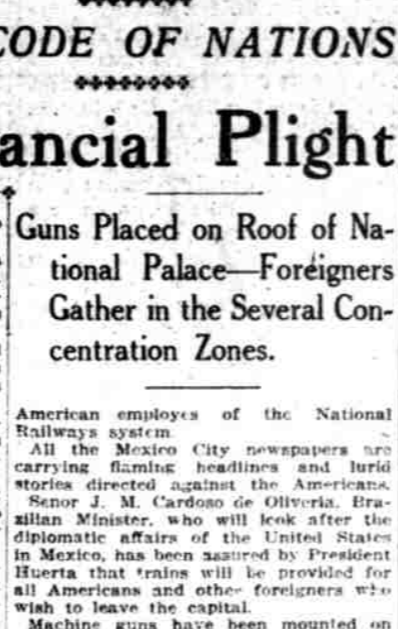 CODE OF NATIONS
ancial Plight
Guns Placed on Roof of Na-
tional Palace—Foreigners
Gather in the Several Con-
centration Zones.
American employes of the National
Railways system.
All the Mexico City newspapers are
carrying flaming headlines and lurid
stories directed against the Americans.
Senor J. M. Cardoso de Oliveria, Bra-
zilian Minister, who will look after the
diplomatic affairs of the United States
in Mexico, has been assured by President
Huerta that trains will be provided for
all Americans and other foreigners who
wish to leave the capital.
Machine guns have been mounted on